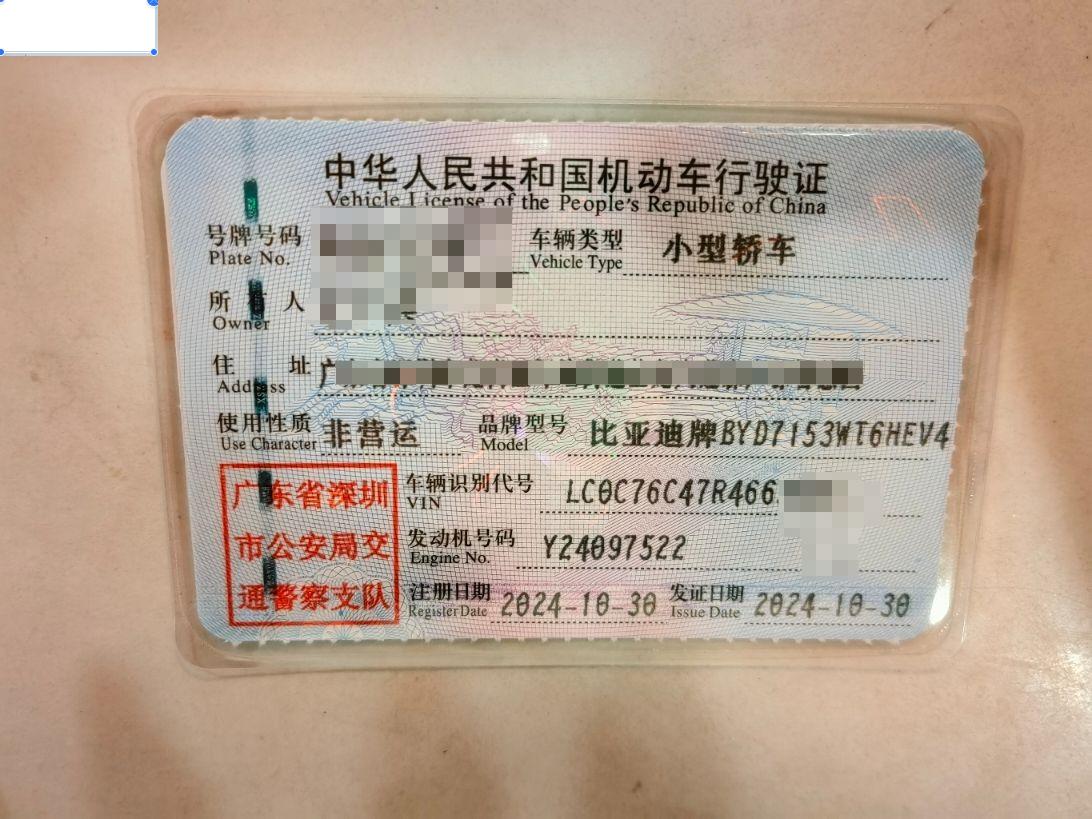 中华人民共和国机动车行驶证
Vehicle License of the People's Republic of China
号牌号码
Plate No.
车辆类型 小型轿车
Vehicle Type
所有人
Owner
住址 广
Address
使用性质 非营运
Use Character
品牌型号 比亚迪牌BYD7153WT6HEV4
Model
广东省深圳
市公安局交
通警察支队
车辆识别代号 LC0C76C47R466
VIN
发动机号码 Y24097522
Engine No.
注册日期 2024-10-30
Register Date
发证日期 2024-10-30
Issue Date